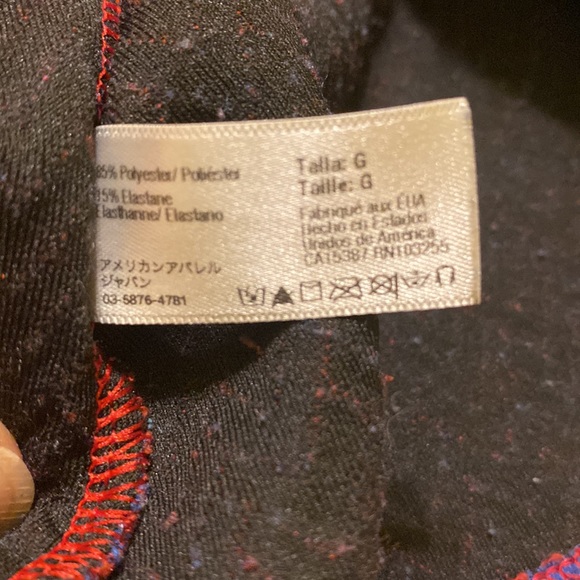 85% Polyester/ Poliéster
15% Elastane
Elasthanne/ Elastano
アメリカンアパレル
ジャパン
03-5876-4781
Talla: G
Taille: G
Fabriqué aux EUA
Hecho en Estados
Unidos de América
CA15387 RN103255